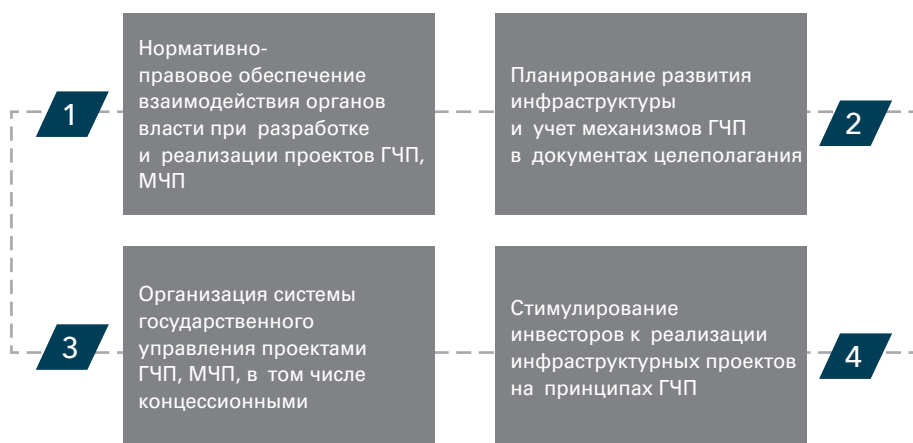 1
Нормативно-
правовое обеспечение
взаимодействия органов
власти при разработке
и реализации проектов ГЧП,
МЧП
Планирование развития
инфраструктуры
и учет механизмов ГЧП
в документах целеполагания
2
3
Организация системы
государственного
управления проектами
ГЧП, МЧП, в том числе
концессионными
Стимулирование
инвесторов к реализации
инфраструктурных проектов
на принципах ГЧП
4